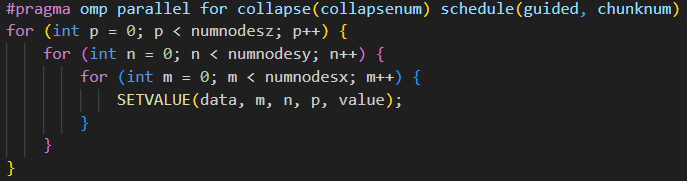 #pragma omp parallel for collapse(collapsenum) schedule(guided, chunknum)
for (int p = 0; p < numnodesz; p++) {
    for (int n = 0; n < numnodesy; n++) {
        for (int m = 0; m < numnodesx; m++) {
            SETVALUE(data, m, n, p, value);
        }
    }
}